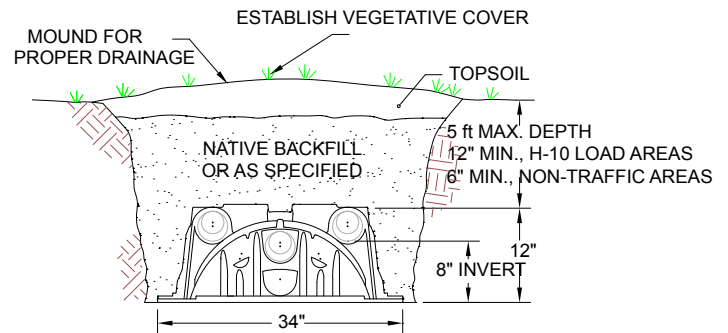 ESTABLISH VEGETATIVE COVER
MOUND FOR
PROPER DRAINAGE
TOPSOIL
NATIVE BACKFILL
OR AS SPECIFIED
5 ft MAX. DEPTH
12" MIN., H-10 LOAD AREAS
6" MIN., NON-TRAFFIC AREAS
12"
8" INVERT
34"